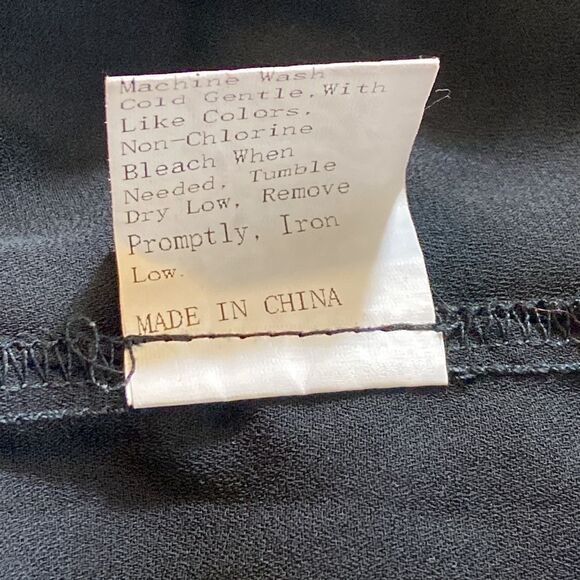 Machine Wash
Cold Gentle,With
Like Colors,
Non-Chlorine
Bleach When
Needed, Tumble
Dry Low, Remove
Promptly, Iron
Low.
MADE IN CHINA